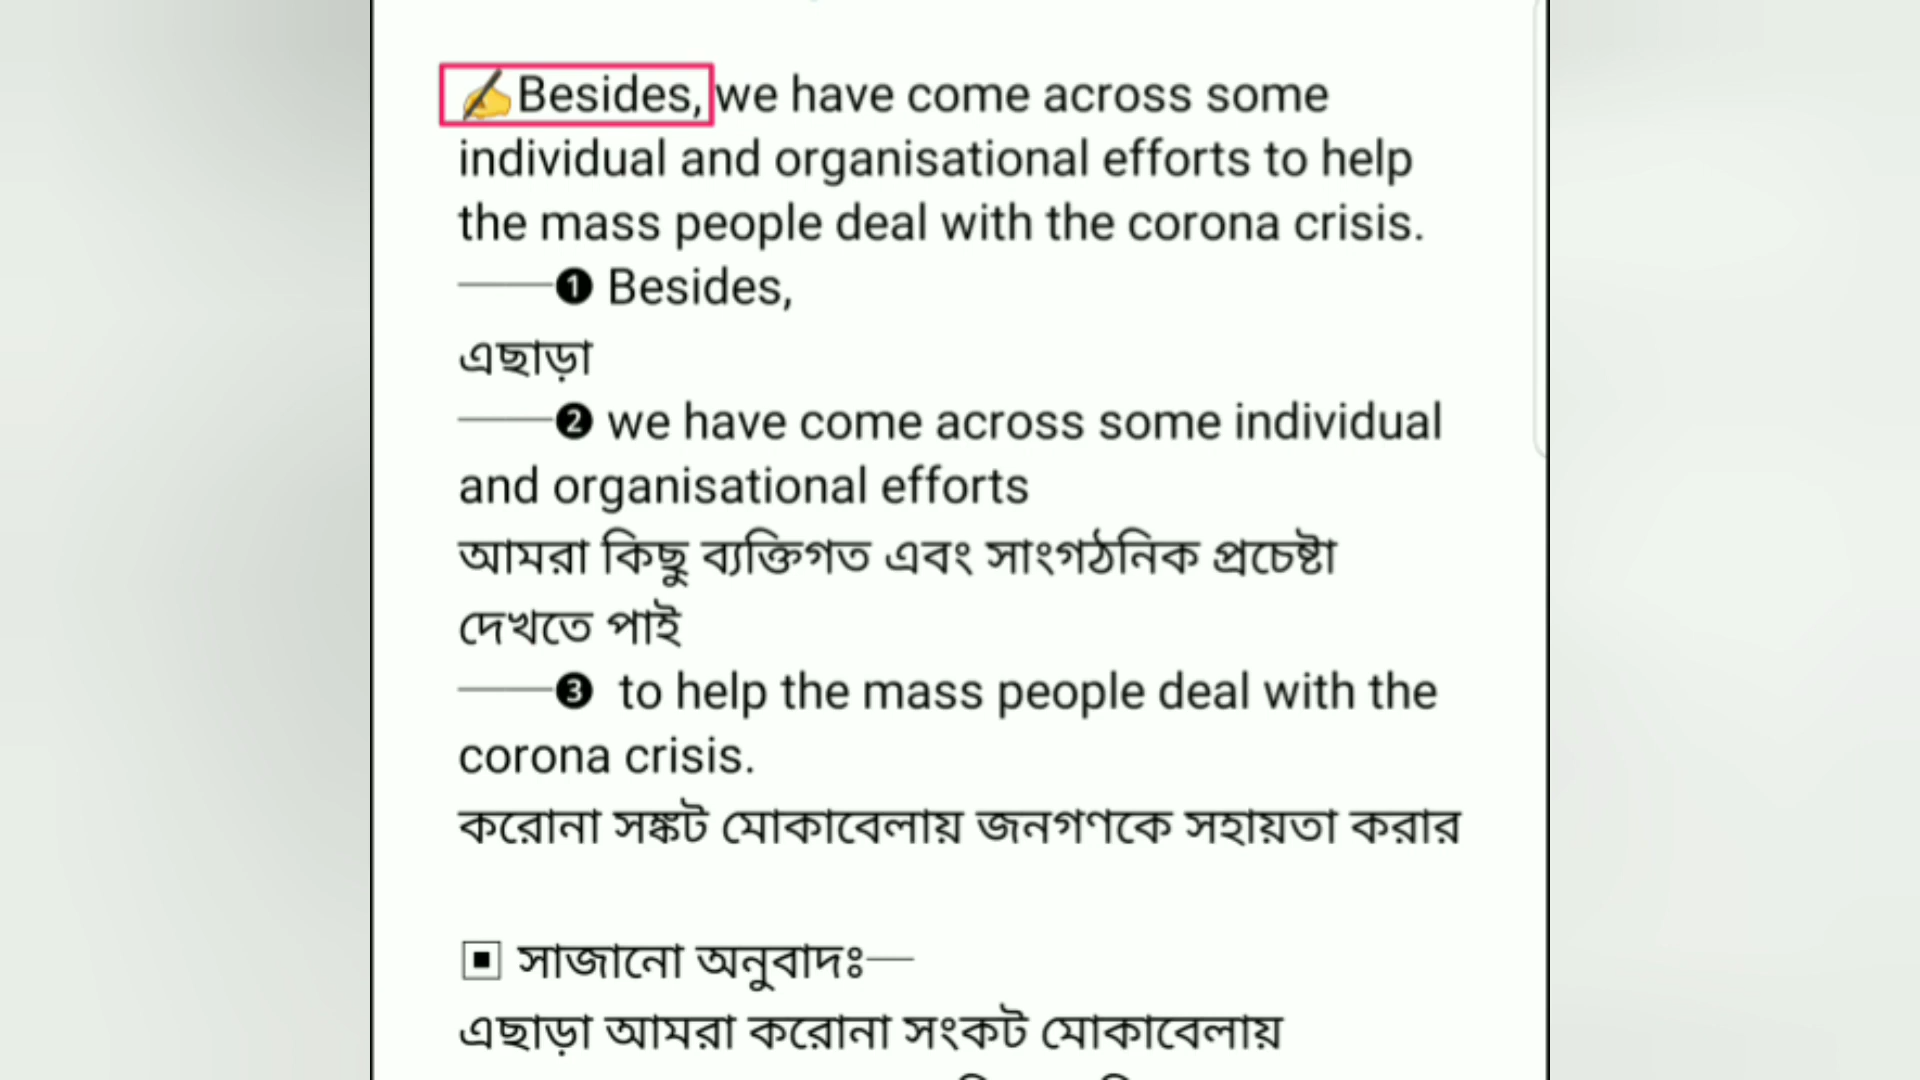 ✍Besides, we have come across some
individual and organisational efforts to help
the mass people deal with the corona crisis.
───❶ Besides,
এছাড়া
───❷ we have come across some individual
and organisational efforts
আমরা কিছু ব্যক্তিগত এবং সাংগঠনিক প্রচেষ্টা
দেখতে পাই
───❸ to help the mass people deal with the
corona crisis.
করোনা সঙ্কট মোকাবেলায় জনগণকে সহায়তা করার
▣ সাজানো অনুবাদঃ─
এছাড়া আমরা করোনা সংকট মোকাবেলায়